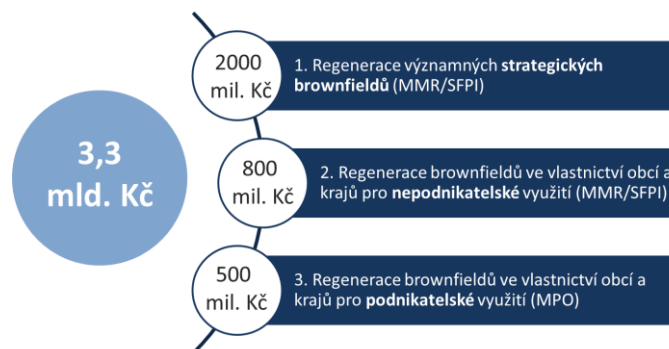 3,3
mld. Kč
2000
mil. Kč
1. Regenerace významných strategických
brownfieldů (MMR/SFPI)
800
mil. Kč
2. Regenerace brownfieldů ve vlastnictví obcí a
krajů pro nepodnikatelské využití (MMR/SFPI)
500
mil. Kč
3. Regenerace brownfieldů ve vlastnictví obcí a
krajů pro podnikatelské využití (MPO)